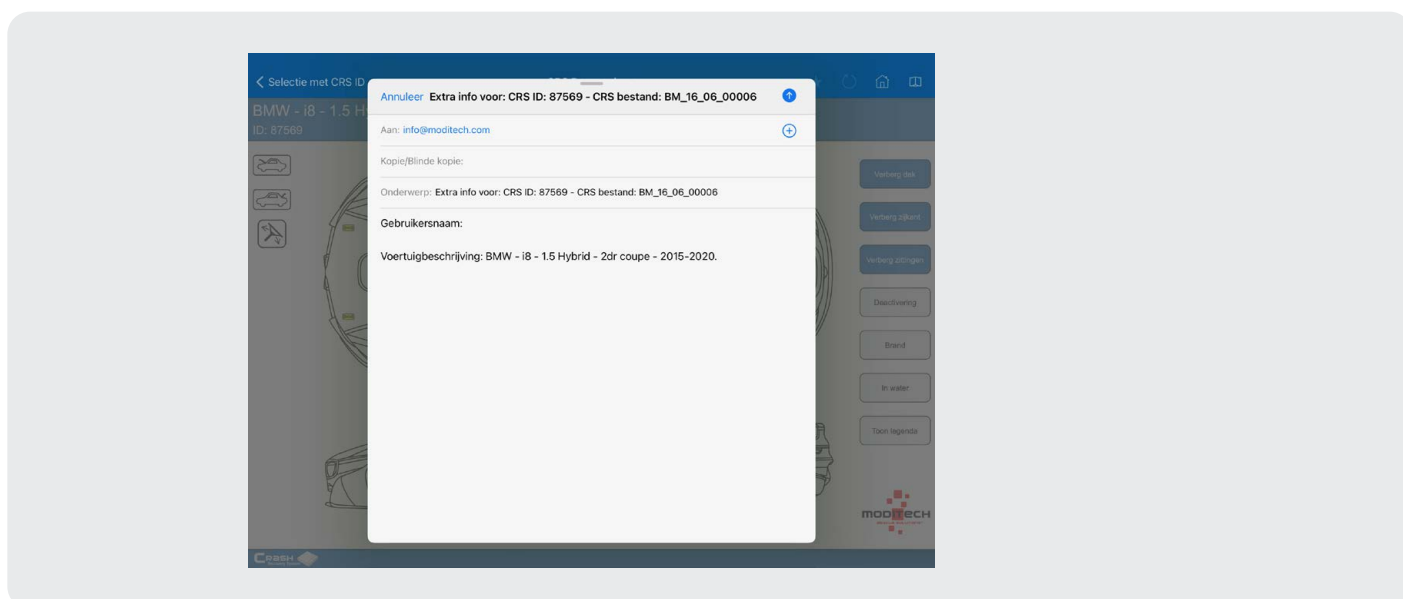 Selectie met CRS ID
Annuleer Extra info voor: CRS ID: 87569 - CRS bestand: BM_16_06_00006
BMW - i8 - 1.5 H
ID: 87569
Aan: info@moditech.com
Kopie/Blinde kopie:
Onderwerp: Extra info voor: CRS ID: 87569 - CRS bestand: BM_16_06_00006
Gebruikersnaam:
Voertuigbeschrijving: BMW - i8 - 1.5 Hybrid - 2dr coupe - 2015-2020.
Verberg dak
Verberg zijkant
Verberg zittingen
Deactivering
Brand
In water
Toon legenda
MODITECH
CRASH